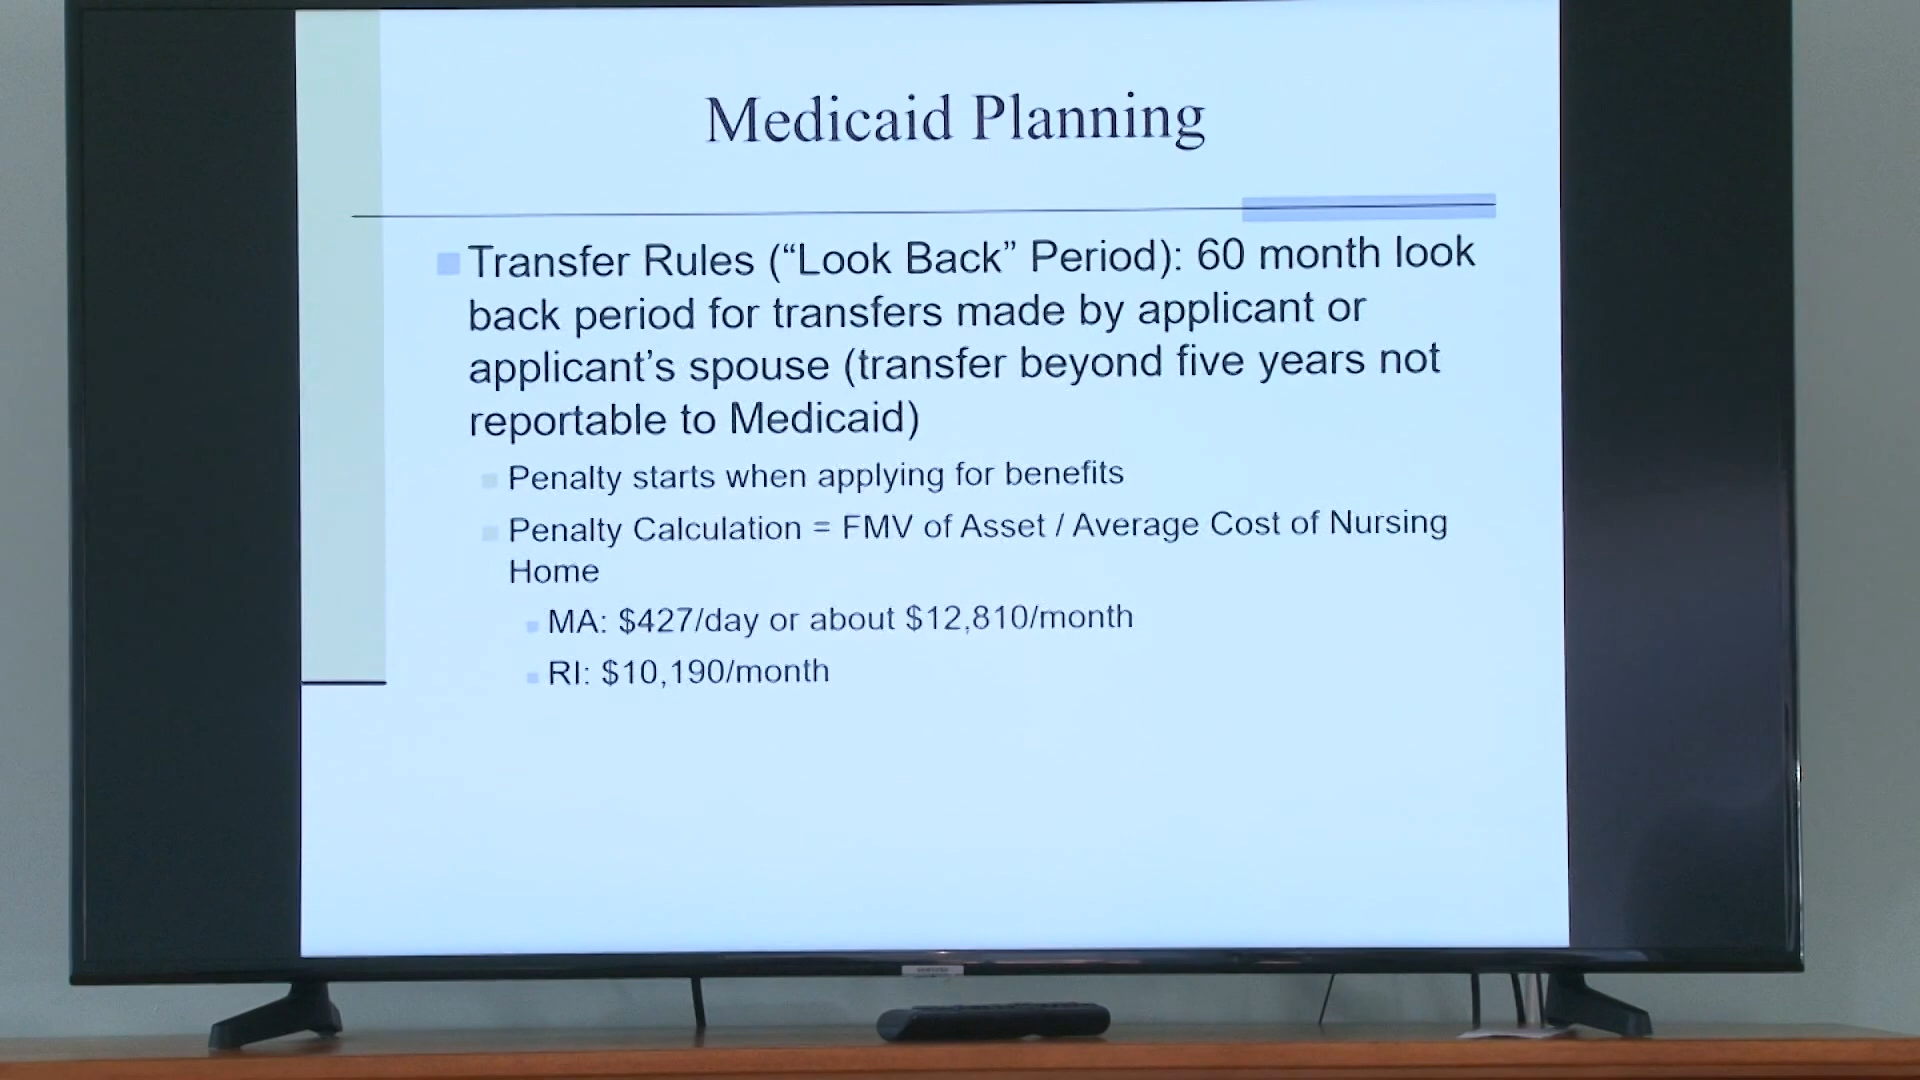 Medicaid Planning
Transfer Rules (“Look Back” Period): 60 month look
back period for transfers made by applicant or
applicant’s spouse (transfer beyond five years not
reportable to Medicaid)
Penalty starts when applying for benefits
Penalty Calculation = FMV of Asset / Average Cost of Nursing
Home
MA: $427/day or about $12,810/month
RI: $10,190/month